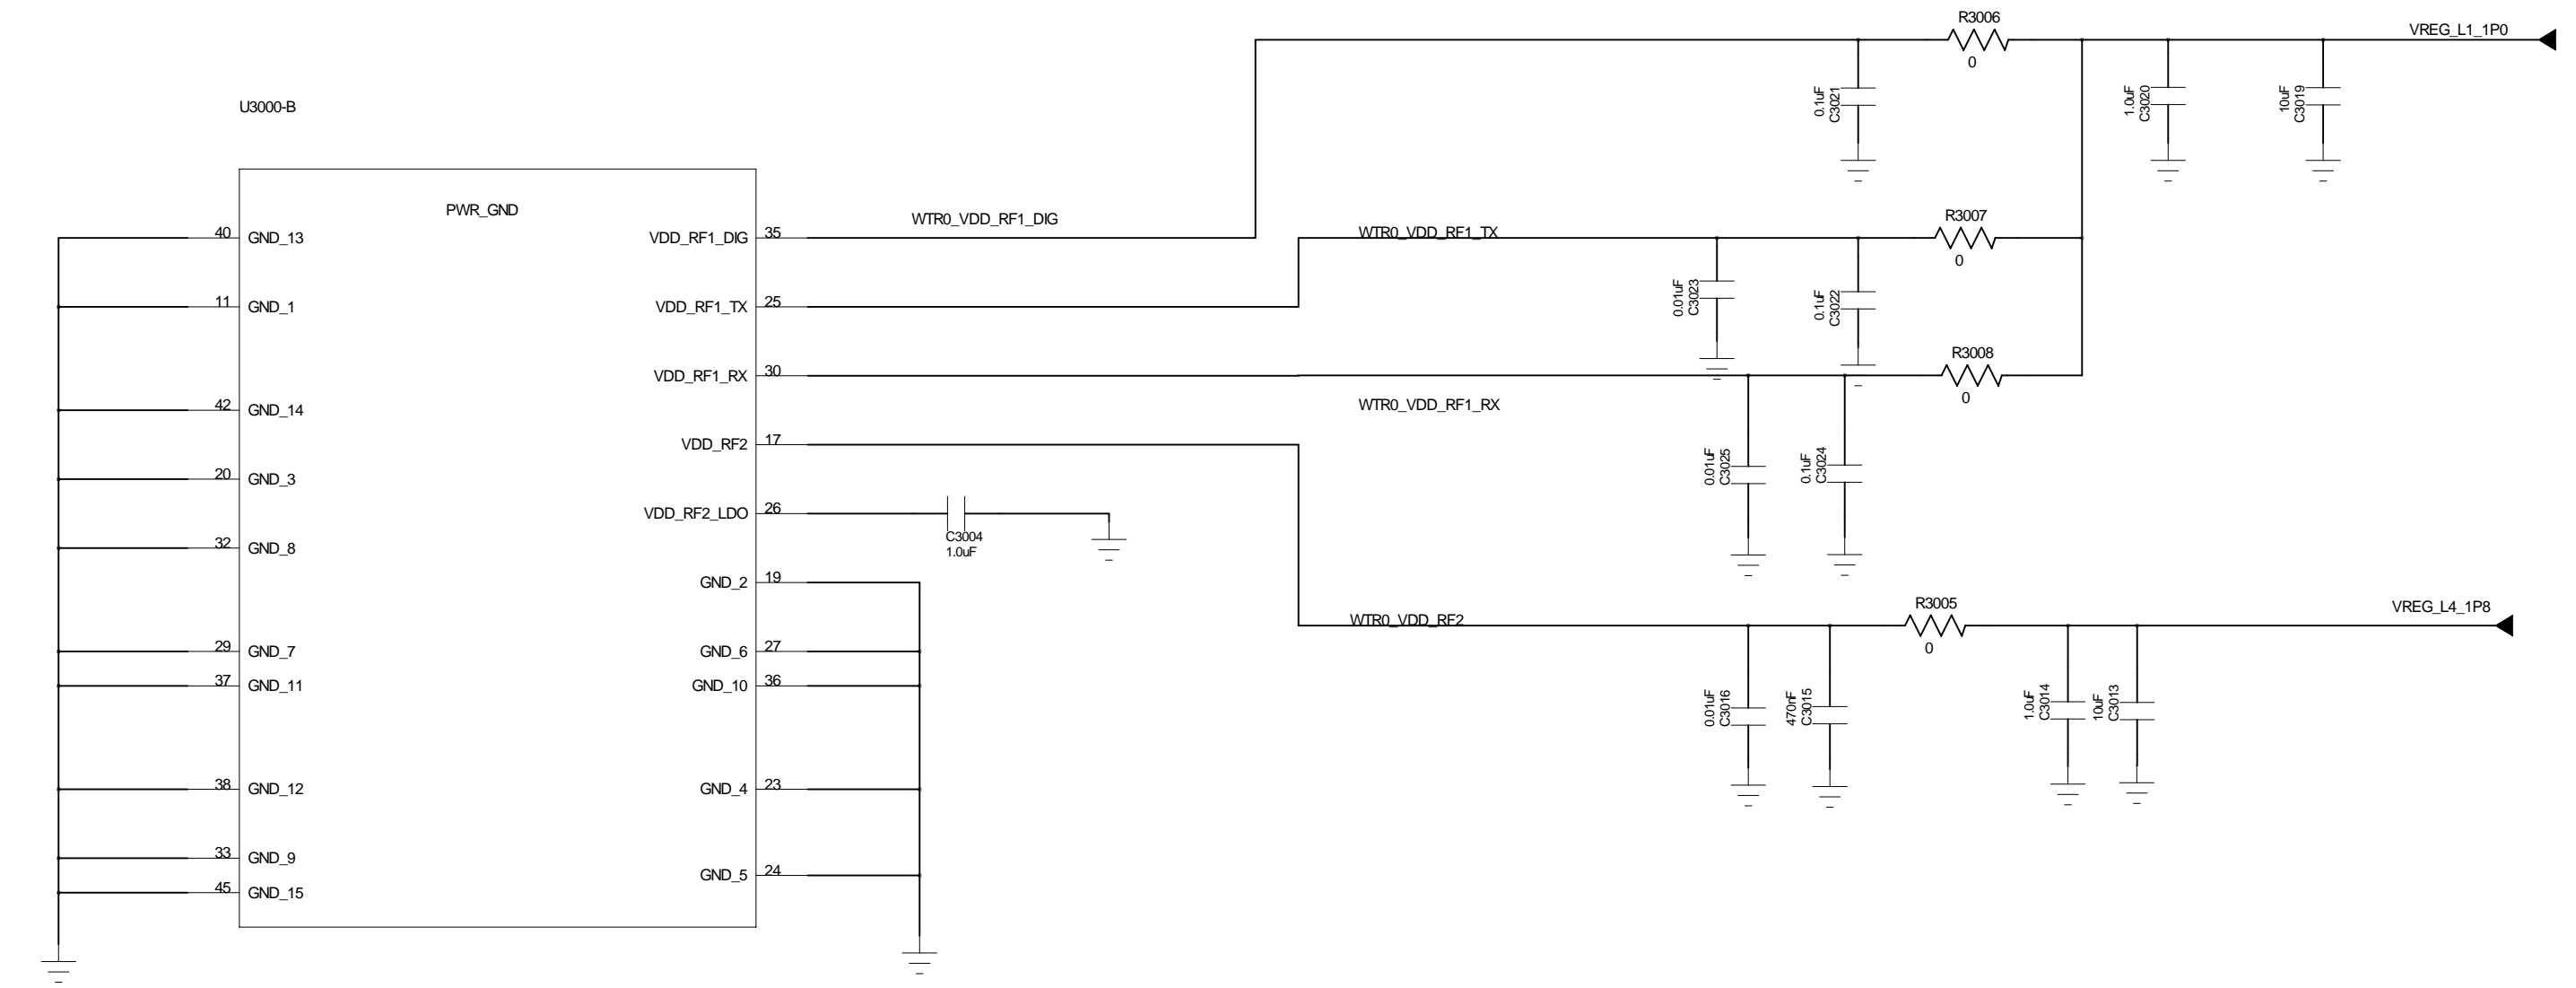 R3006
VREG_L1_1P0
0
0.1uF
C3021
1.0uF
C3020
10uF
C3019
U3000-B
PWR_GND
40 GND_13
VDD_RF1_DIG 35
WTR0_VDD_RF1_DIG
WTR0_VDD_RF1_TX
R3007
0
11 GND_1
VDD_RF1_TX 25
0.01uF
C3023
0.1uF
C3022
R3008
0
VDD_RF1_RX 30
WTR0_VDD_RF1_RX
42 GND_14
VDD_RF2 17
0.01uF
C3025
0.1uF
C3024
20 GND_3
VDD_RF2_LDO 26
C3004
1.0uF
32 GND_8
GND_2 19
R3005
VREG_L4_1P8
WTR0_VDD_RF2
0
29 GND_7
GND_6 27
37 GND_11
GND_10 36
0.01uF
C3016
470nF
C3015
1.0uF
C3014
10uF
C3013
38 GND_12
GND_4 23
33 GND_9
GND_5 24
45 GND_15